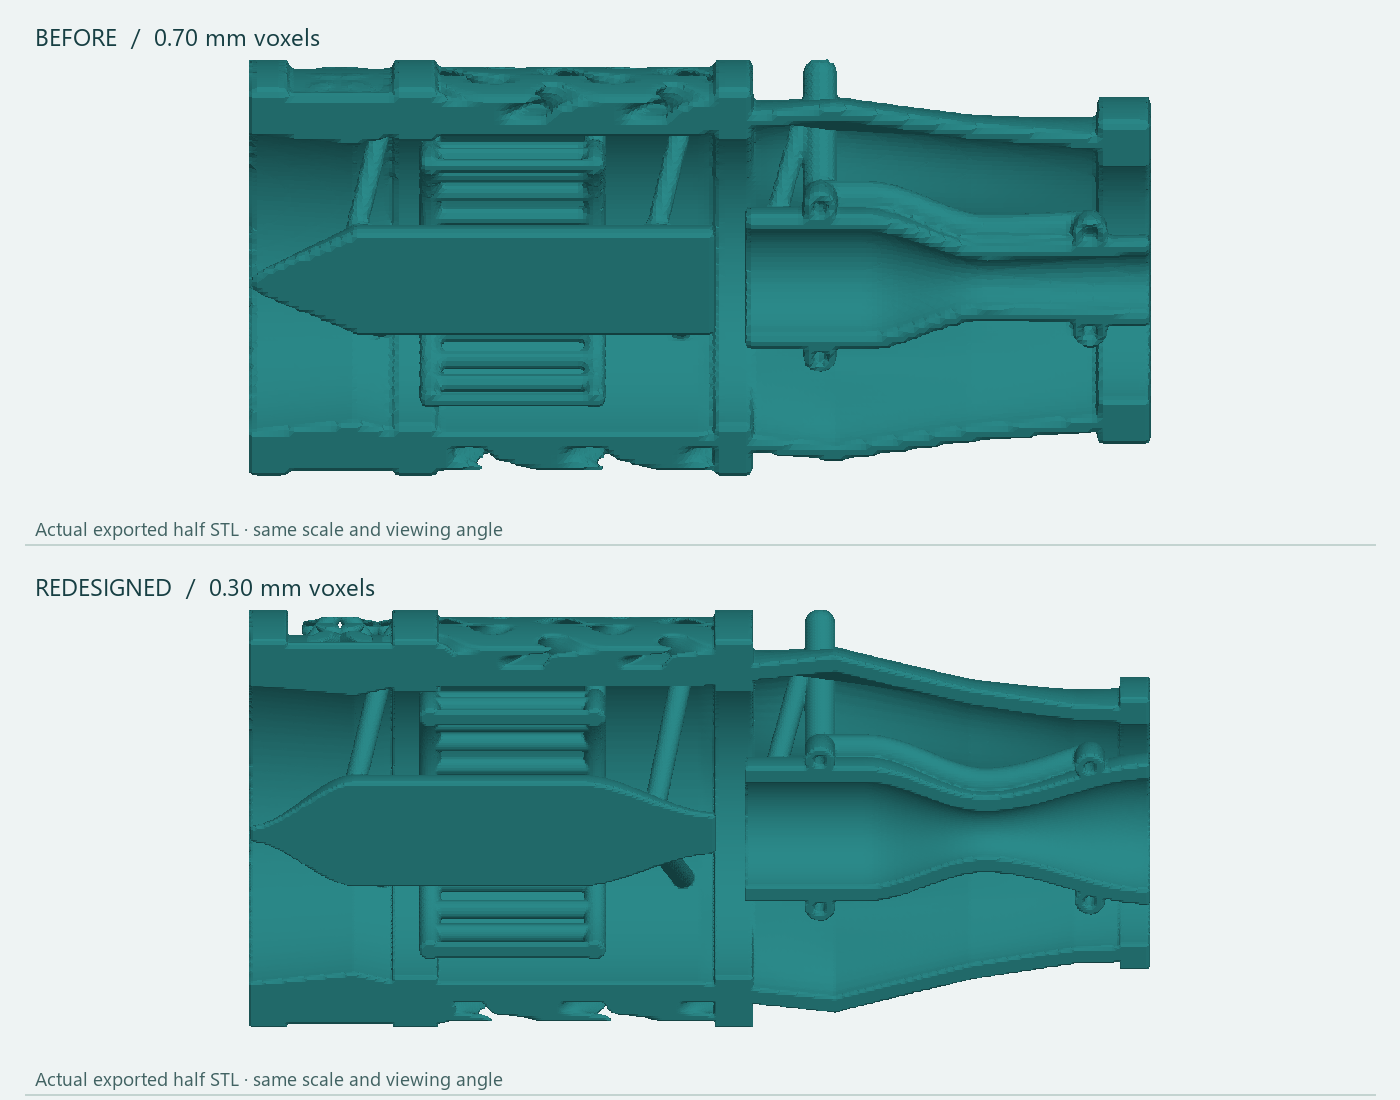 BEFORE / 0.70 mm voxels
Actual exported half STL · same scale and viewing angle
REDESIGNED / 0.30 mm voxels
Actual exported half STL · same scale and viewing angle